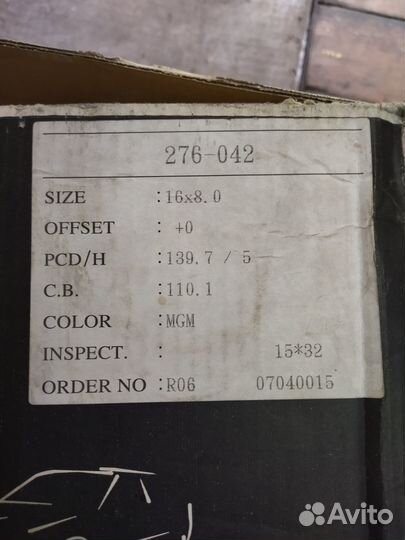 276-042
SIZE :16x8.0
OFFSET : +0
PCD/H :139.7 / 5
C.B. :110.1
COLOR :MGM
INSPECT. : 15*32
ORDER NO :R06 07040015
Avito